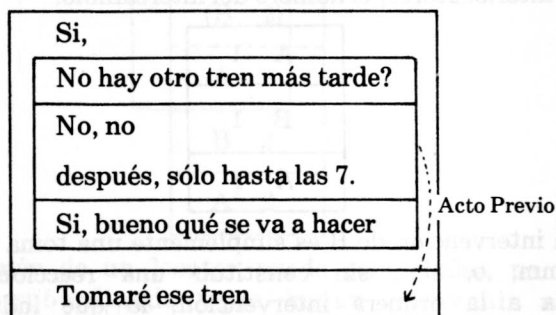 Si,
No hay otro tren más tarde?
No, no
después, sólo hasta las 7.
Si, bueno qué se va a hacer
Acto Previo
Tomaré ese tren